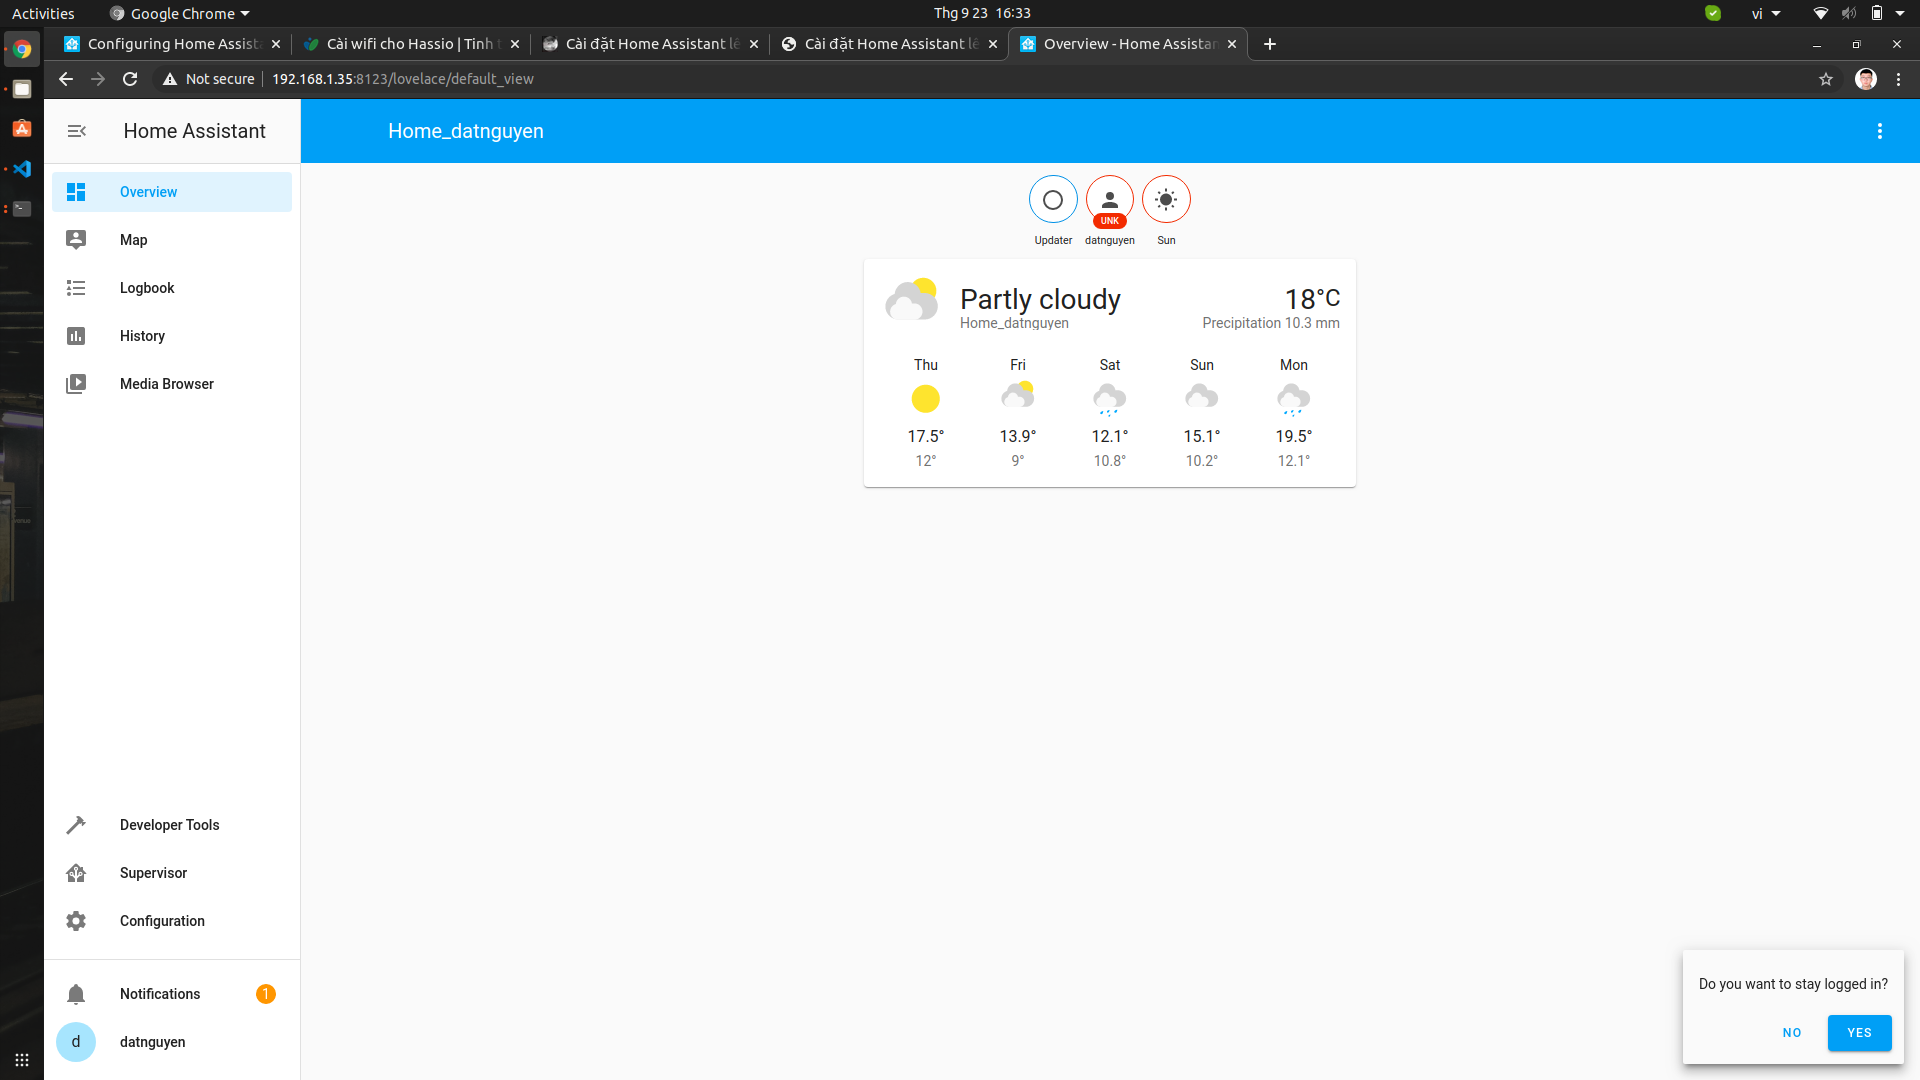 Activities Google Chrome Thg 9 23 16:33 vi
Configuring Home Assista Cài wifi cho Hassio | Tinh t Cài đặt Home Assistant lê Cài đặt Home Assistant lê Overview - Home Assistan
Not secure 192.168.1.35:8123/lovelace/default_view
Home Assistant
Home_datnguyen
Overview
Map
Logbook
History
Media Browser
Developer Tools
Supervisor
Configuration
Notifications 1
d datnguyen
UNK
Updater datnguyen Sun
Partly cloudy 18°C
Home_datnguyen Precipitation 10.3 mm
Thu Fri Sat Sun Mon
17.5° 13.9° 12.1° 15.1° 19.5°
12° 9° 10.8° 10.2° 12.1°
Do you want to stay logged in?
NO YES